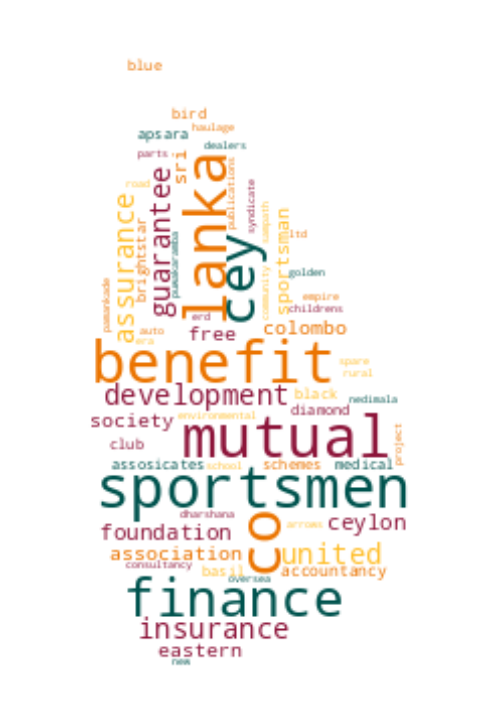 blue
bird
haulage
apsara
dealers
parts
sri
lanka
publications
guarantee
road
syndicate
assurance
brightstar
pumakaramba
cey
community
sampath
sportsman
ltd
golden
pamankade
empire
childrens
erd
auto
free
colombo
era
benefit
spare
rural
development
black
nedimala
diamond
society
environmental
mutual
club
project
assosicates
school
schemes
medical
sportsmen
dharshana
co
foundation
arrows
ceylon
association
united
consultancy
basil
accountancy
oversea
finance
insurance
eastern
new